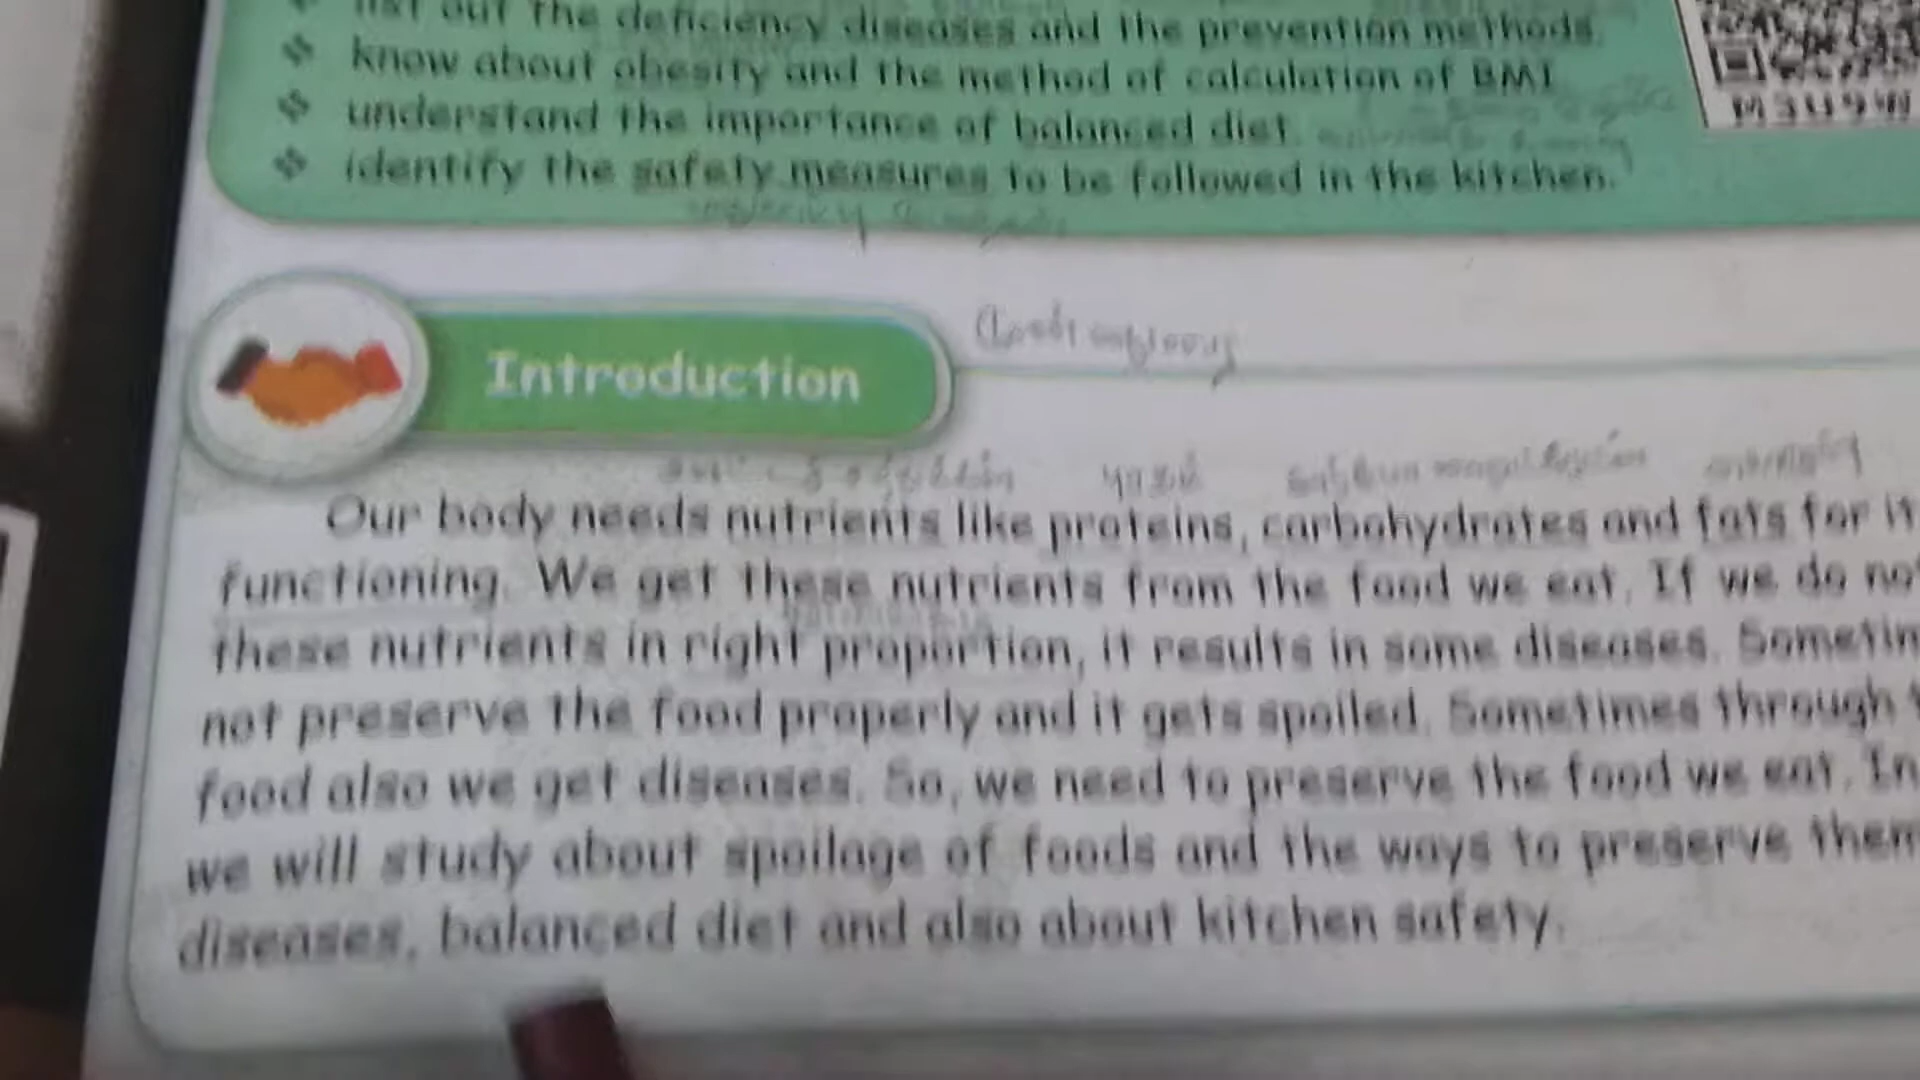 list out the deficiency diseases and the prevention methods.
know about obesity and the method of calculation of BMI
understand the importance of balanced diet.
identify the safety measures to be followed in the kitchen.
M3U9W
Introduction
Our body needs nutrients like proteins, carbohydrates and fats for it
functioning. We get these nutrients from the food we eat. If we do not
these nutrients in right proportion, it results in some diseases. Sometim
not preserve the food properly and it gets spoiled. Sometimes through t
food also we get diseases. So, we need to preserve the food we eat. In
we will study about spoilage of foods and the ways to preserve them
diseases, balanced diet and also about kitchen safety.